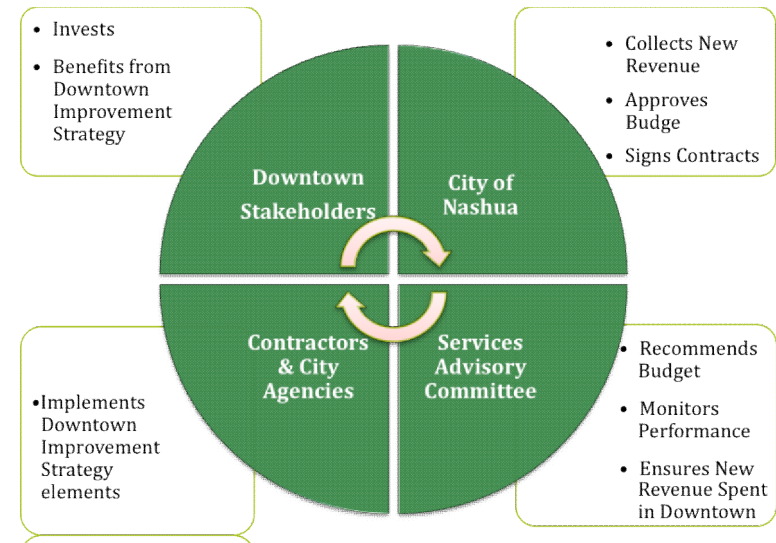 • Invests
• Benefits from
Downtown
Improvement
Strategy
• Collects New
Revenue
• Approves
Budge
• Signs Contracts
Downtown
Stakeholders
City of
Nashua
Contractors
& City
Agencies
Services
Advisory
Committee
•Implements
Downtown
Improvement
Strategy
elements
• Recommends
Budget
• Monitors
Performance
• Ensures New
Revenue Spent
in Downtown